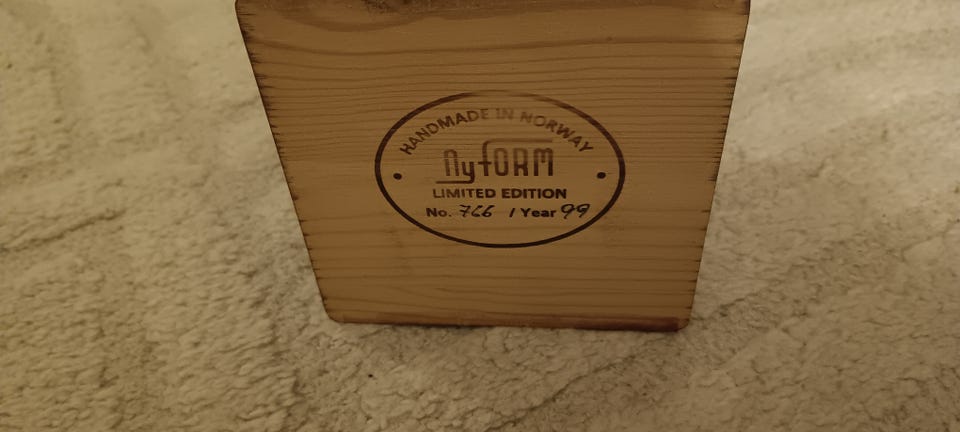 HANDMADE IN NORWAY
nyfORM
LIMITED EDITION
No. 766 / Year 99